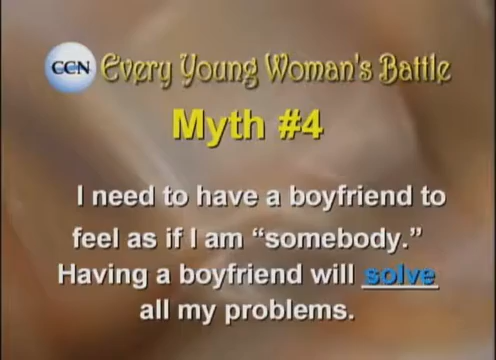 CCN Every Young Woman's Battle
Myth #4
I need to have a boyfriend to
feel as if I am “somebody.”
Having a boyfriend will solve
all my problems.